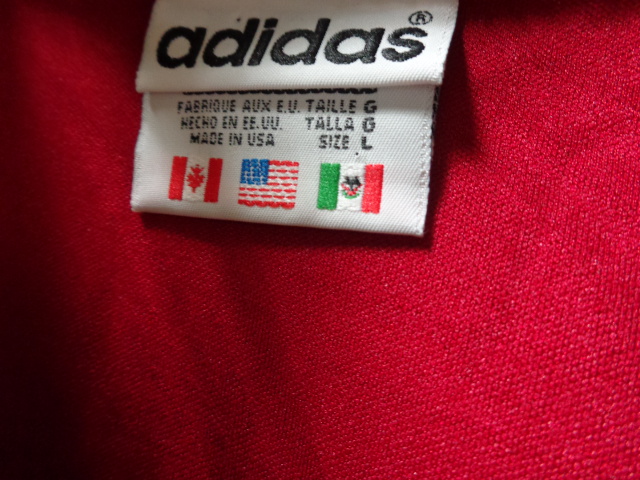 adidas®
FABRIQUE AUX E.U. TAILLE G
HECHO EN EE.UU. TALLA G
MADE IN USA SIZE L